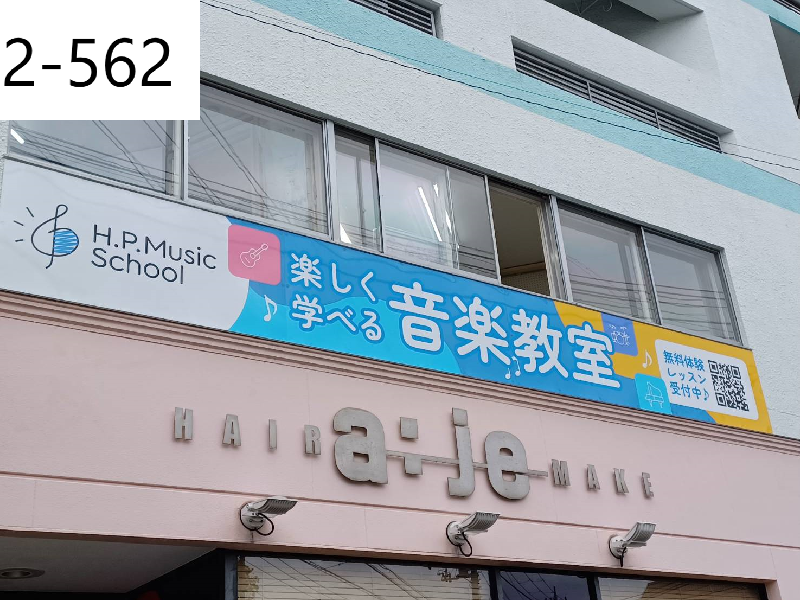 2-562
H.P.Music
School
楽しく
学べる
音楽教室
無料体験
レッスン
受付中♪
HAIR a:je MAKE